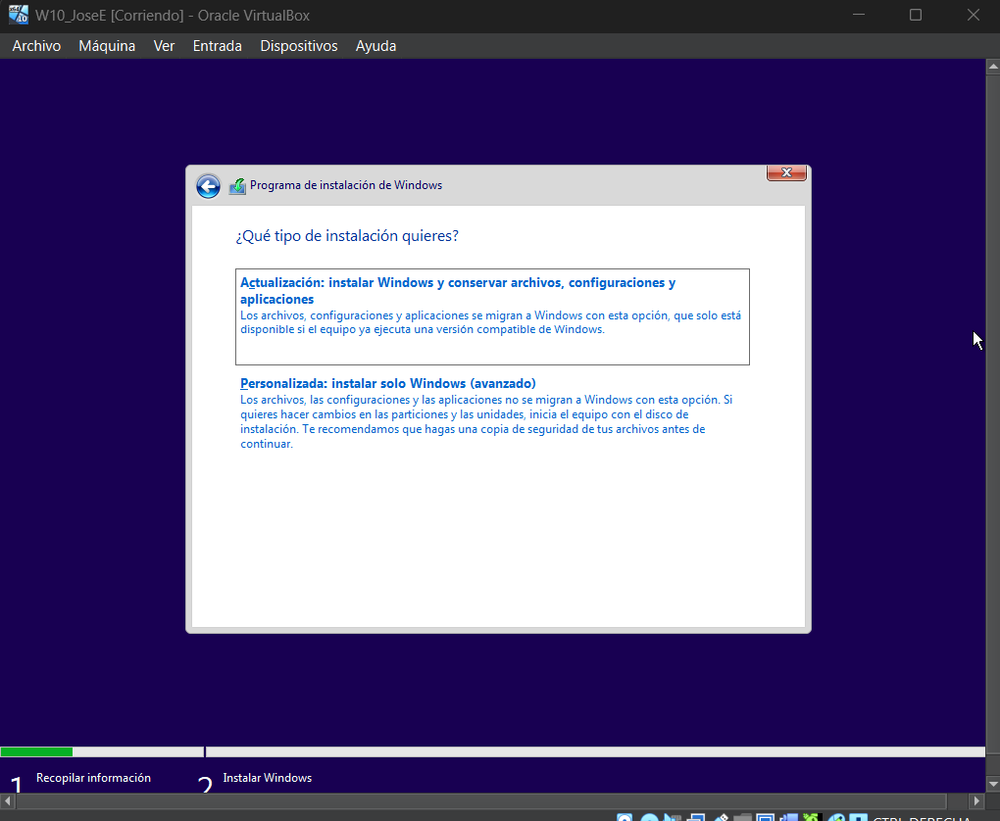 W10_JoseE [Corriendo] - Oracle VirtualBox
Archivo Máquina Ver Entrada Dispositivos Ayuda
Programa de instalación de Windows
¿Qué tipo de instalación quieres?
Actualización: instalar Windows y conservar archivos, configuraciones y
aplicaciones
Los archivos, configuraciones y aplicaciones se migran a Windows con esta opción, que solo está
disponible si el equipo ya ejecuta una versión compatible de Windows.
Personalizada: instalar solo Windows (avanzado)
Los archivos, las configuraciones y las aplicaciones no se migran a Windows con esta opción. Si
quieres hacer cambios en las particiones y las unidades, inicia el equipo con el disco de
instalación. Te recomendamos que hagas una copia de seguridad de tus archivos antes de
continuar.
1 Recopilar información 2 Instalar Windows
CTRL DERECHA